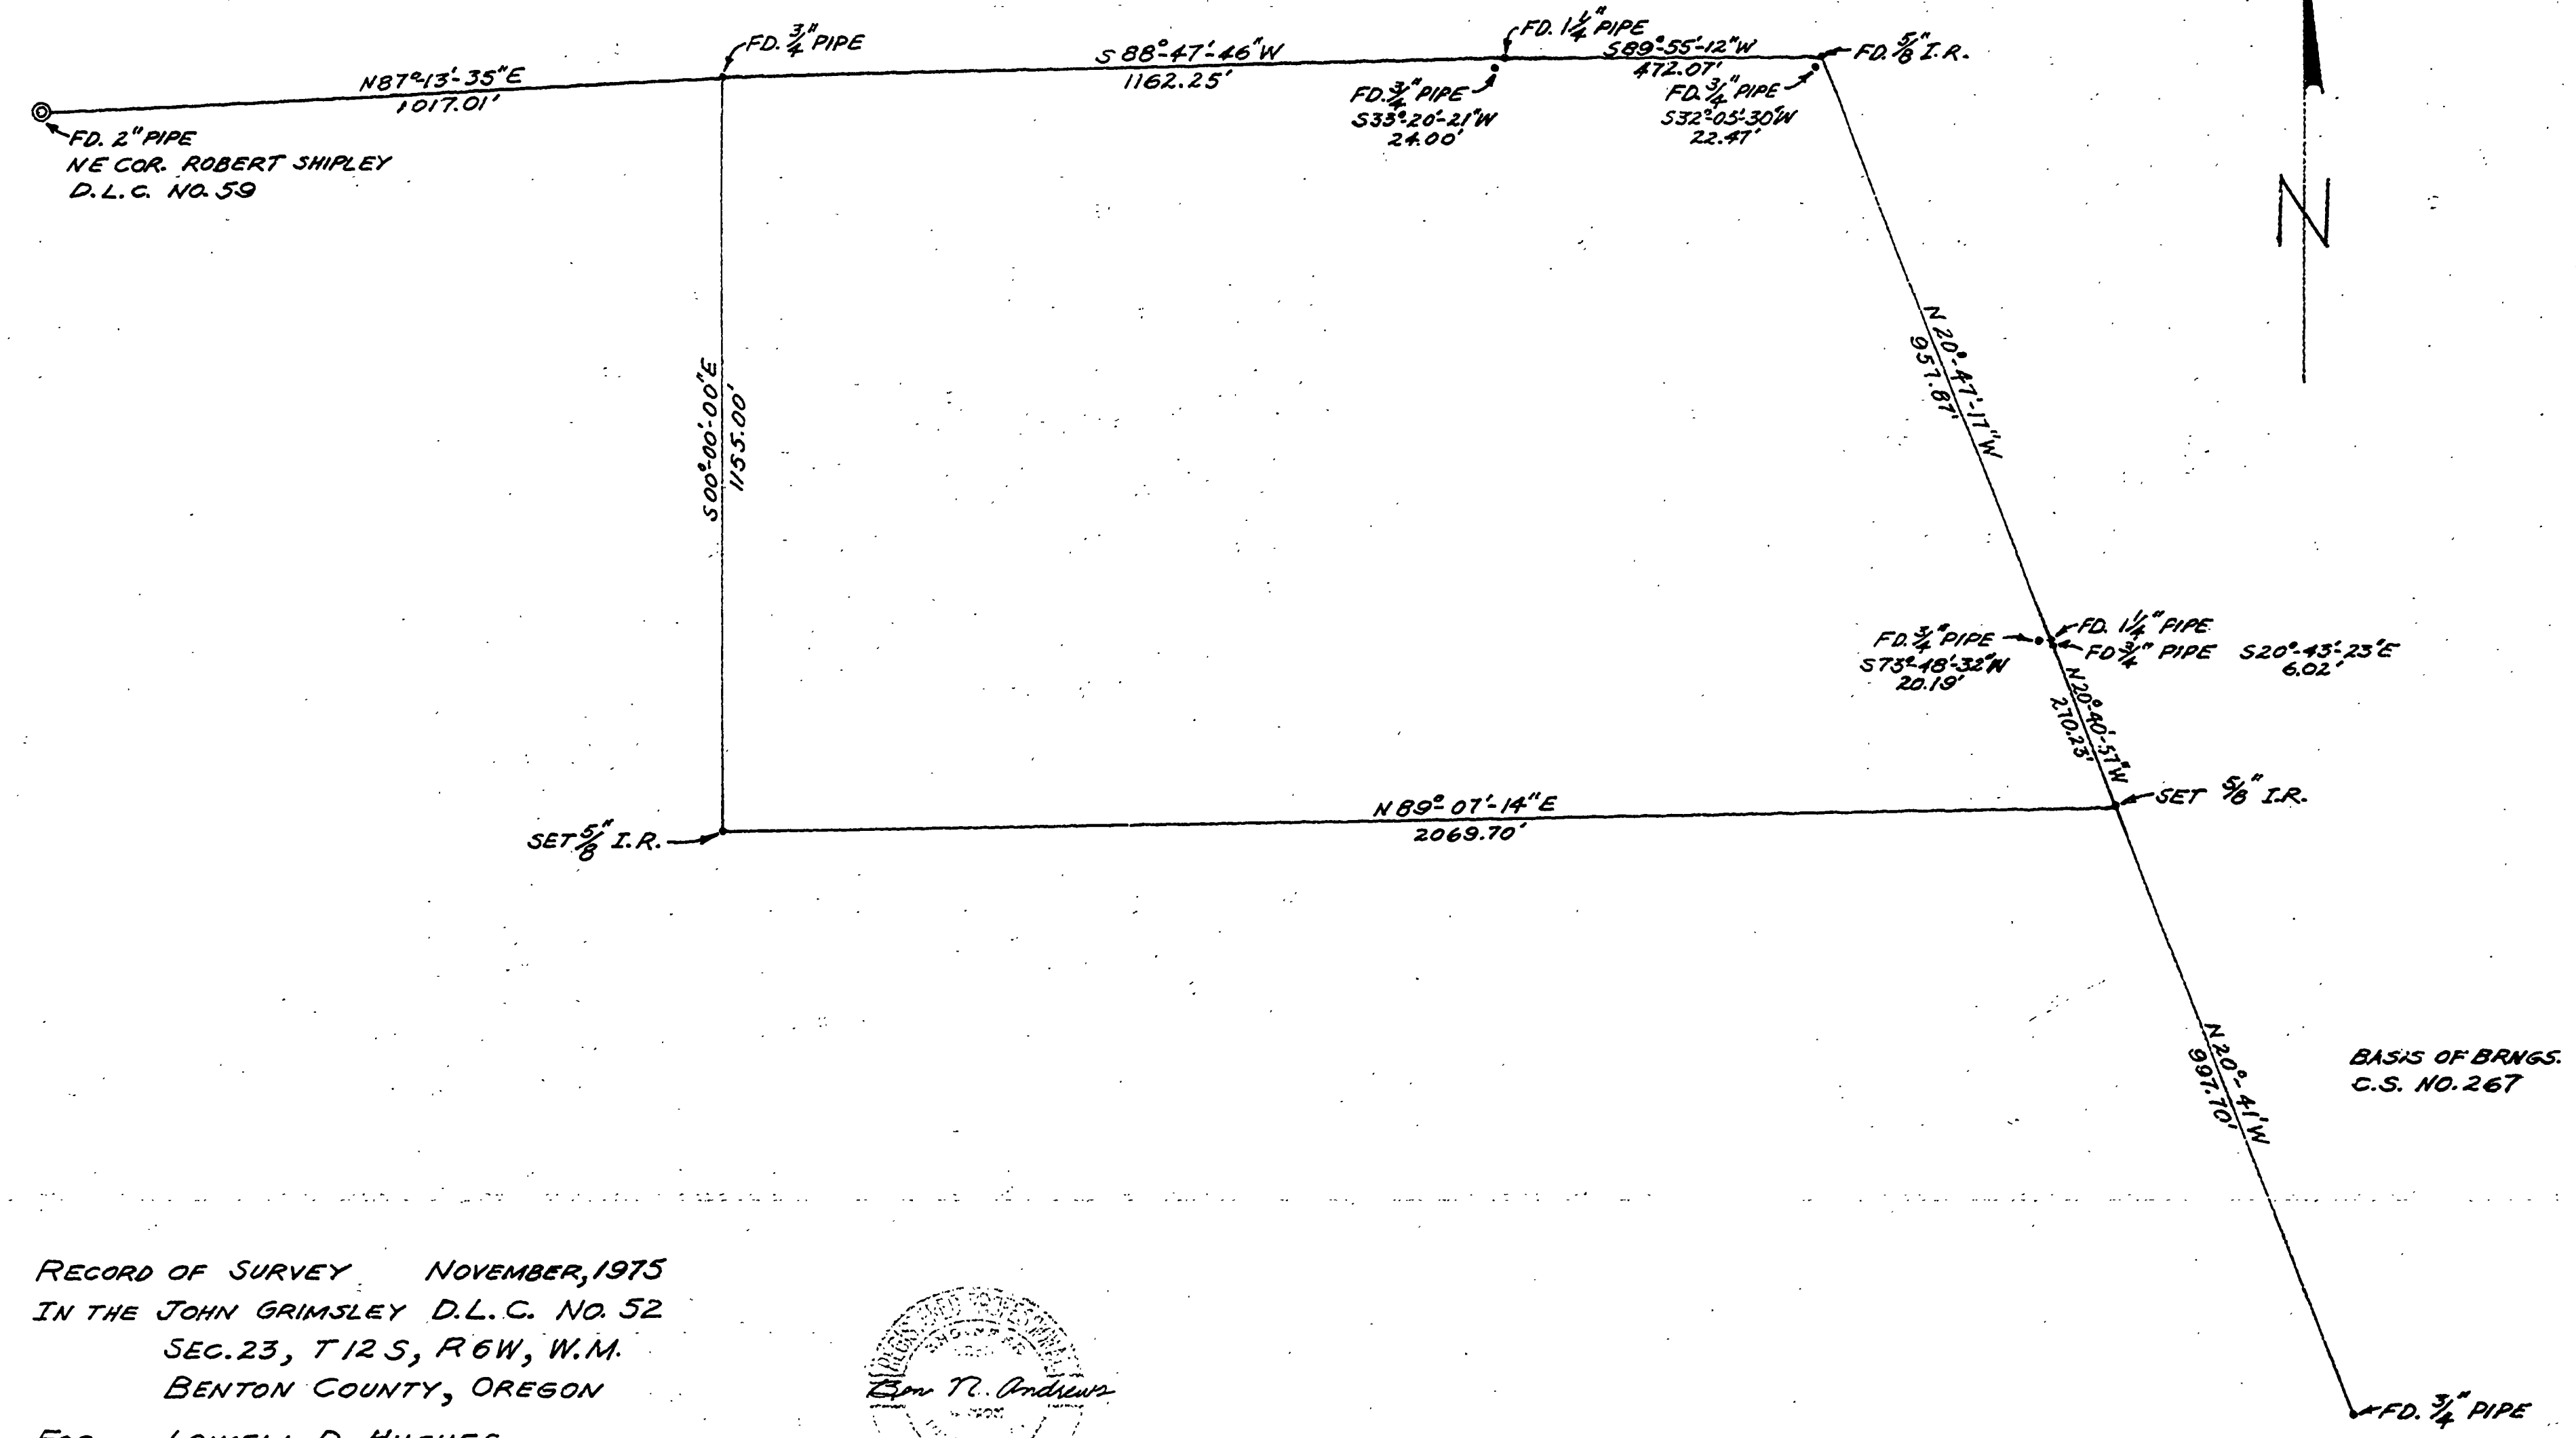 FD. 3/4" PIPE
FD. 1 1/4" PIPE
N87°-13'-35"E
1017.01'
S 88°-47'-46"W
1162.25'
S89°-55'-12"W
472.07'
FD. 5/8" I.R.
FD. 2" PIPE
NE COR. ROBERT SHIPLEY
D.L.C. NO. 59
FD. 3/4" PIPE
S33°-20'-21"W
24.00'
FD. 3/4" PIPE
S32°-05'-30"W
22.47'
N
S00°-00'-00"E
1155.00'
N 20°-47'-17"W
957.87'
FD. 3/4" PIPE
S73°-48'-32"W
20.19'
FD. 1 1/4" PIPE
FD 3/4" PIPE S20°-43'-23"E
6.02'
N20°-40'-57"W
270.23'
SET 5/8" I.R.
N 89°-07'-14"E
2069.70'
SET 5/8" I.R.
N 20°-41'W
997.70'
BASIS OF BRNGS.
C.S. NO. 267
FD. 3/4" PIPE
RECORD OF SURVEY NOVEMBER, 1975
IN THE JOHN GRIMSLEY D.L.C. NO. 52
SEC. 23, T 12 S, R 6W, W.M.
BENTON COUNTY, OREGON
Ben N. Andrews